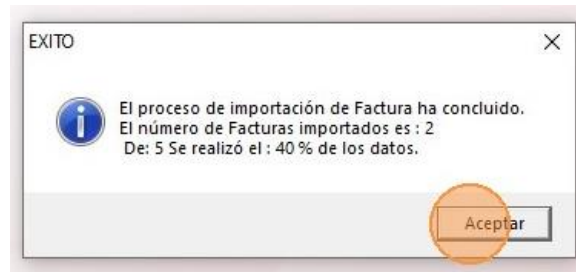 EXITO
El proceso de importación de Factura ha concluido.
El número de Facturas importados es : 2
De: 5 Se realizó el : 40 % de los datos.
Aceptar